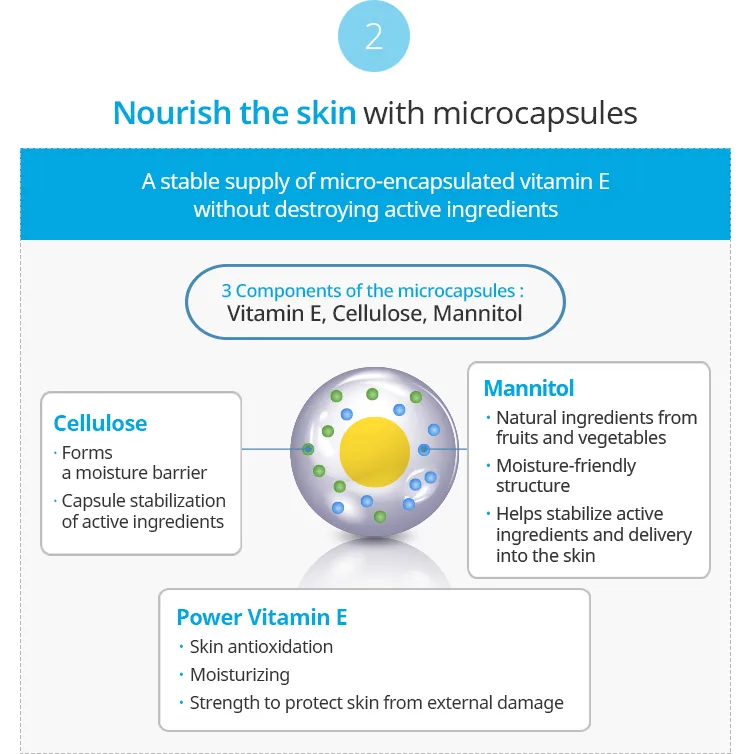 2
Nourish the skin with microcapsules
A stable supply of micro-encapsulated vitamin E
without destroying active ingredients
3 Components of the microcapsules :
Vitamin E, Cellulose, Mannitol
Cellulose
· Forms
a moisture barrier
· Capsule stabilization
of active ingredients
Mannitol
· Natural ingredients from
fruits and vegetables
· Moisture-friendly
structure
· Helps stabilize active
ingredients and delivery
into the skin
Power Vitamin E
· Skin antioxidation
· Moisturizing
· Strength to protect skin from external damage